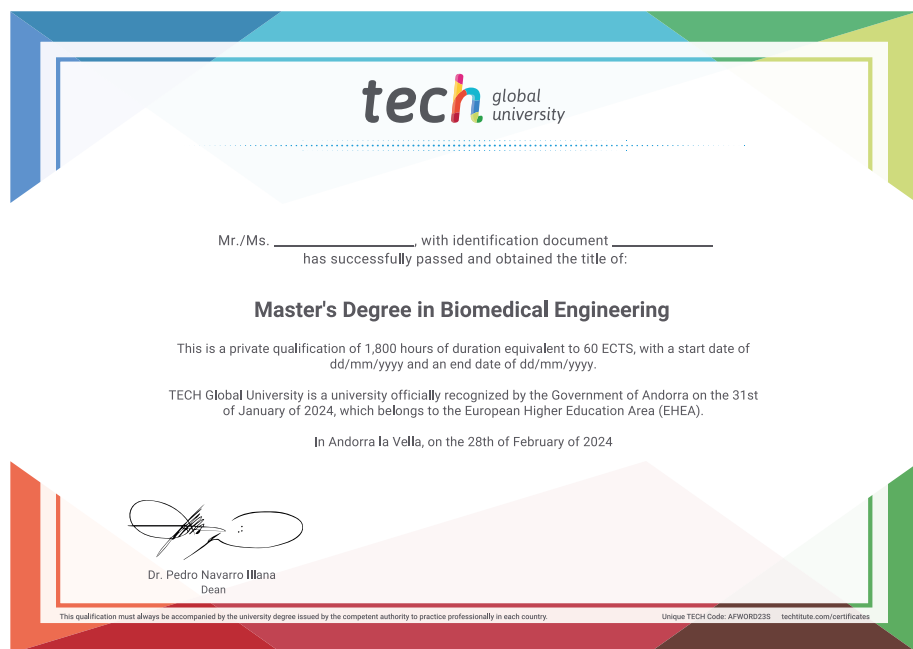 tech global university
Mr./Ms. ______________, with identification document __________
has successfully passed and obtained the title of:
Master's Degree in Biomedical Engineering
This is a private qualification of 1,800 hours of duration equivalent to 60 ECTS, with a start date of
dd/mm/yyyy and an end date of dd/mm/yyyy.
TECH Global University is a university officially recognized by the Government of Andorra on the 31st
of January of 2024, which belongs to the European Higher Education Area (EHEA).
In Andorra la Vella, on the 28th of February of 2024
Dr. Pedro Navarro Illana
Dean
This qualification must always be accompanied by the university degree issued by the competent authority to practice professionally in each country.
Unique TECH Code: AFWORD23S techtitute.com/certificates